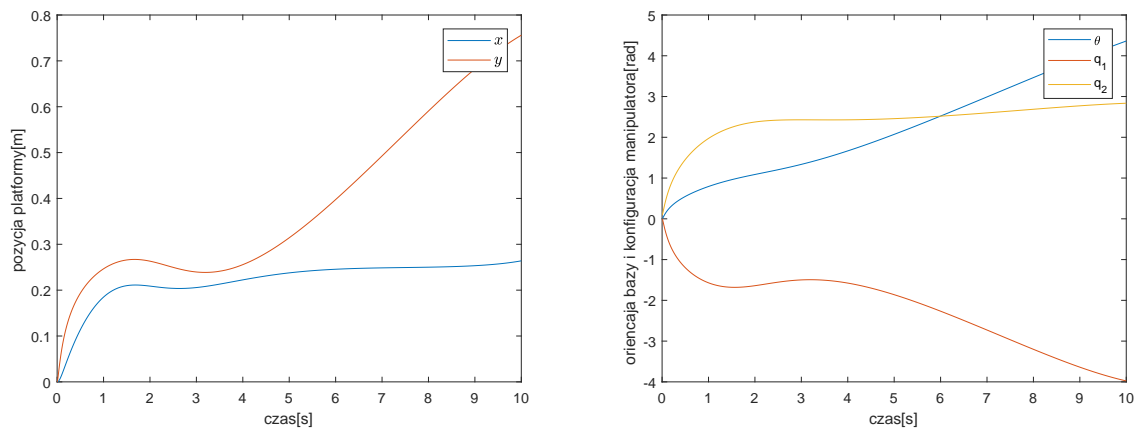 0.8
0.7
0.6
0.5
0.4
0.3
0.2
0.1
0
pozycja platformy[m]
0 1 2 3 4 5 6 7 8 9 10
czas[s]
x
y
5
4
3
2
1
0
-1
-2
-3
-4
oriencaja bazy i konfiguracja manipulatora[rad]
0 1 2 3 4 5 6 7 8 9 10
czas[s]
θ
q1
q2